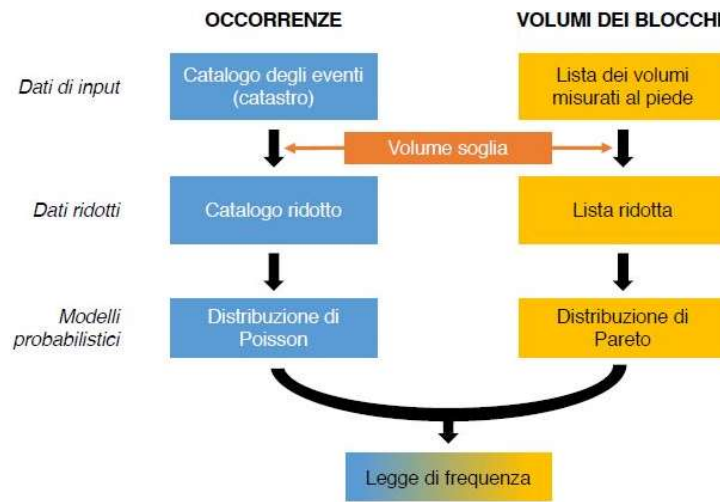 OCCORRENZE
VOLUMI DEI BLOCCHI
Dati di input
Catalogo degli eventi
(catastro)
Lista dei volumi
misurati al piede
Volume soglia
Dati ridotti
Catalogo ridotto
Lista ridotta
Modelli
probabilistici
Distribuzione di
Poisson
Distribuzione di
Pareto
Legge di frequenza